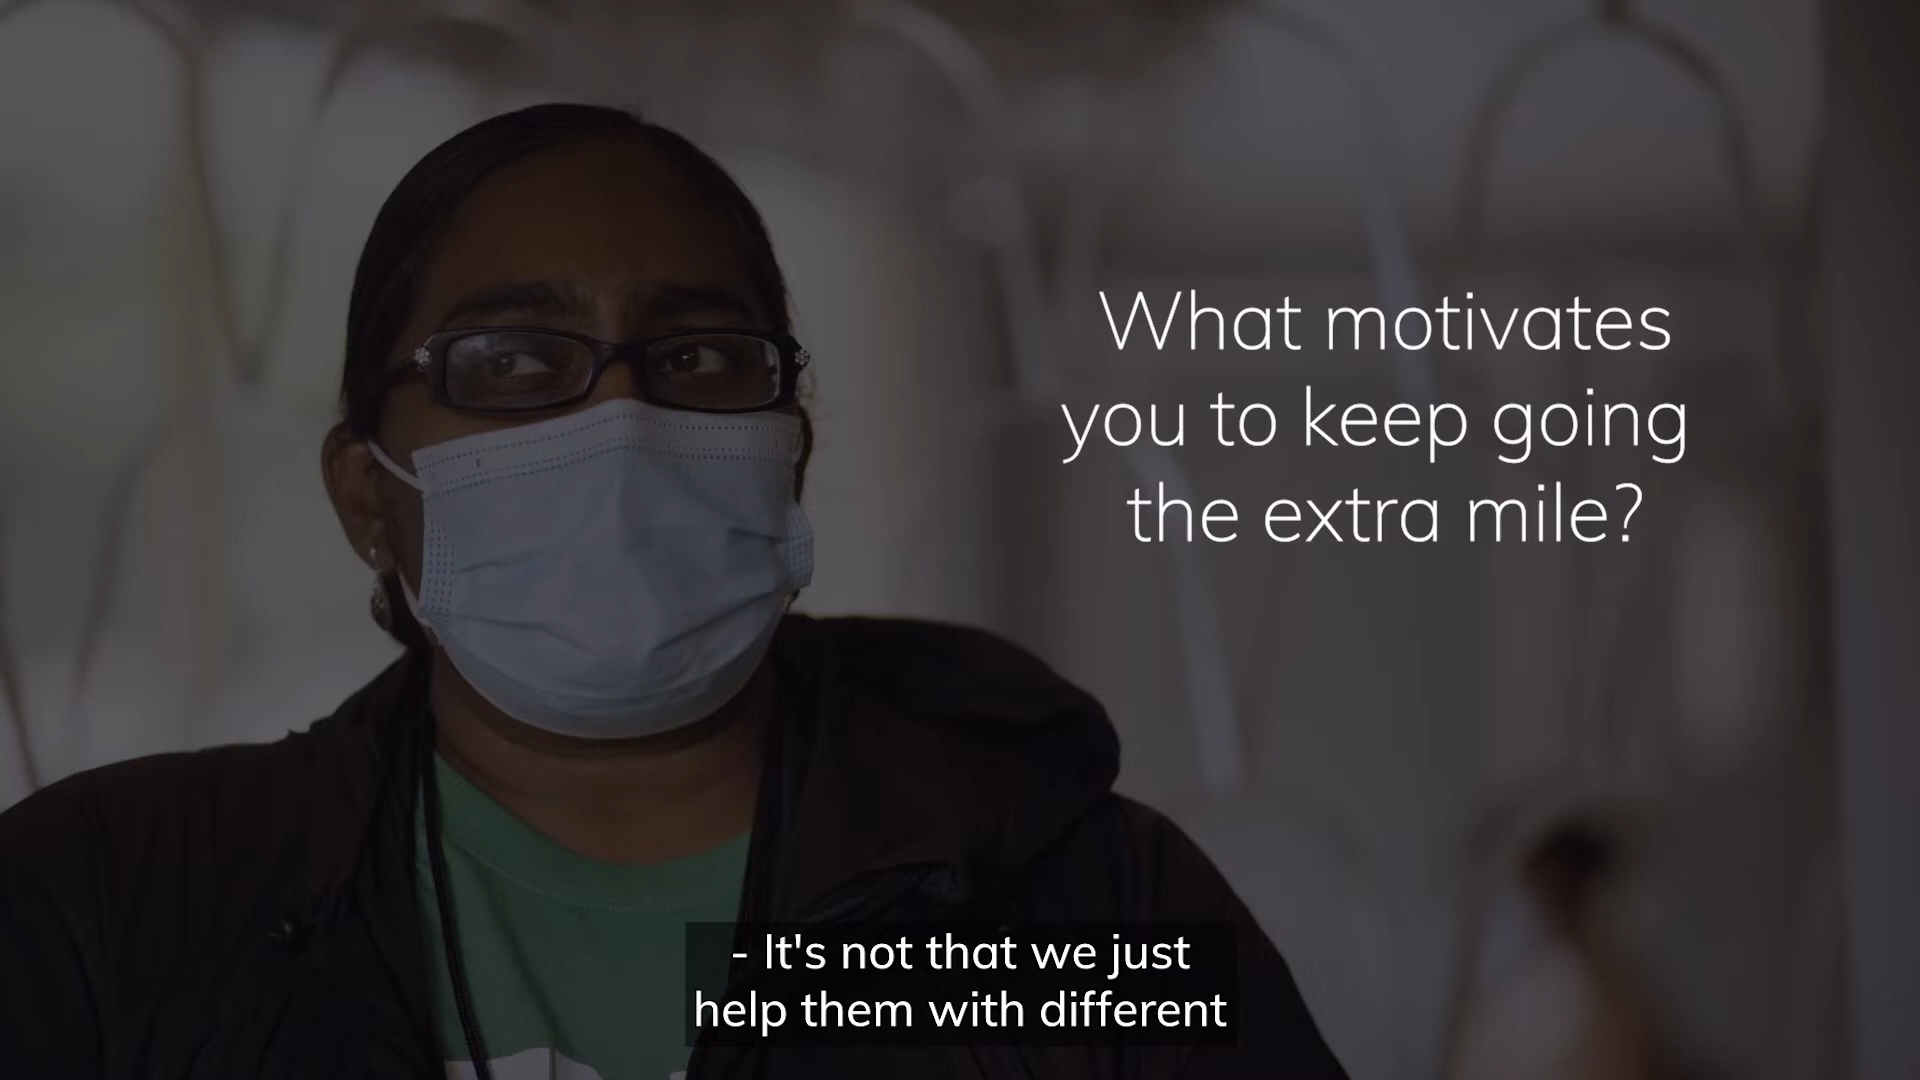 What motivates
you to keep going
the extra mile?
- It's not that we just
help them with different